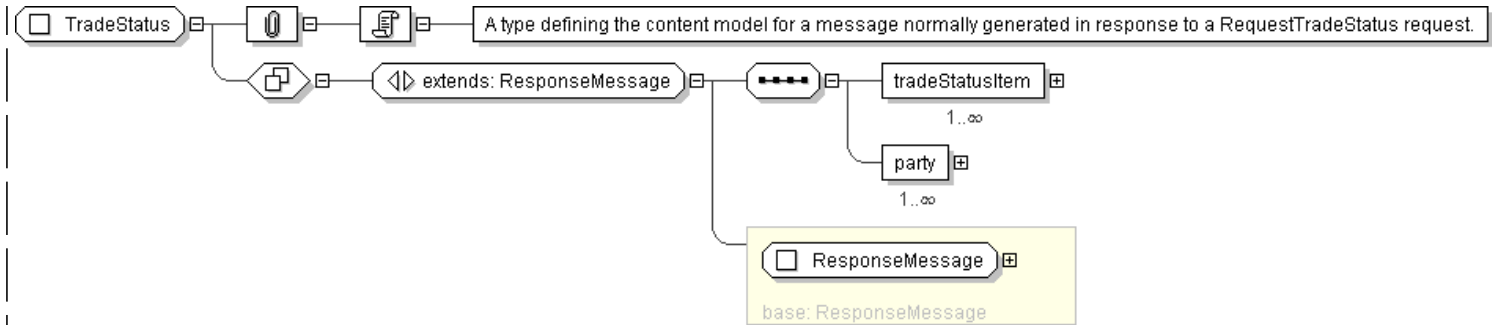 TradeStatus
A type defining the content model for a message normally generated in response to a RequestTradeStatus request.
extends: ResponseMessage
tradeStatusItem
1..∞
party
1..∞
ResponseMessage
base: ResponseMessage